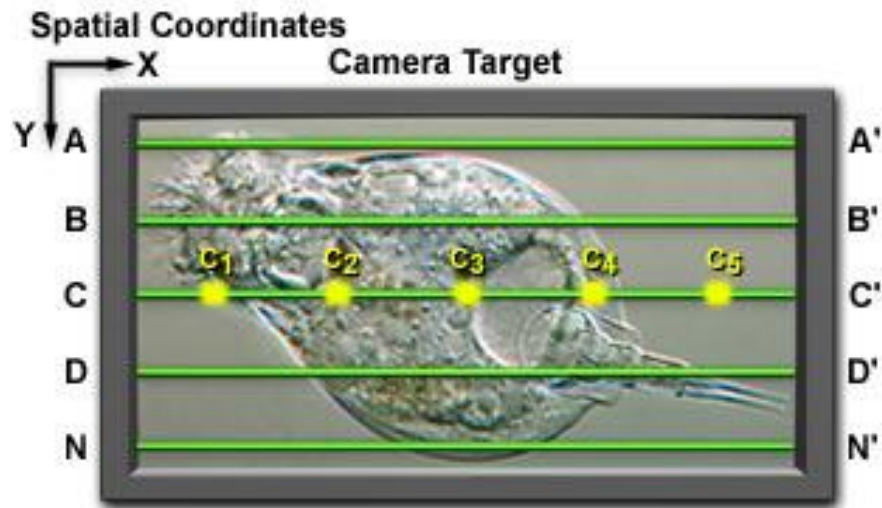 Spatial Coordinates
X
Camera Target
Y
A A'
B B'
C1 C2 C3 C4 C5
C C'
D D'
N N'